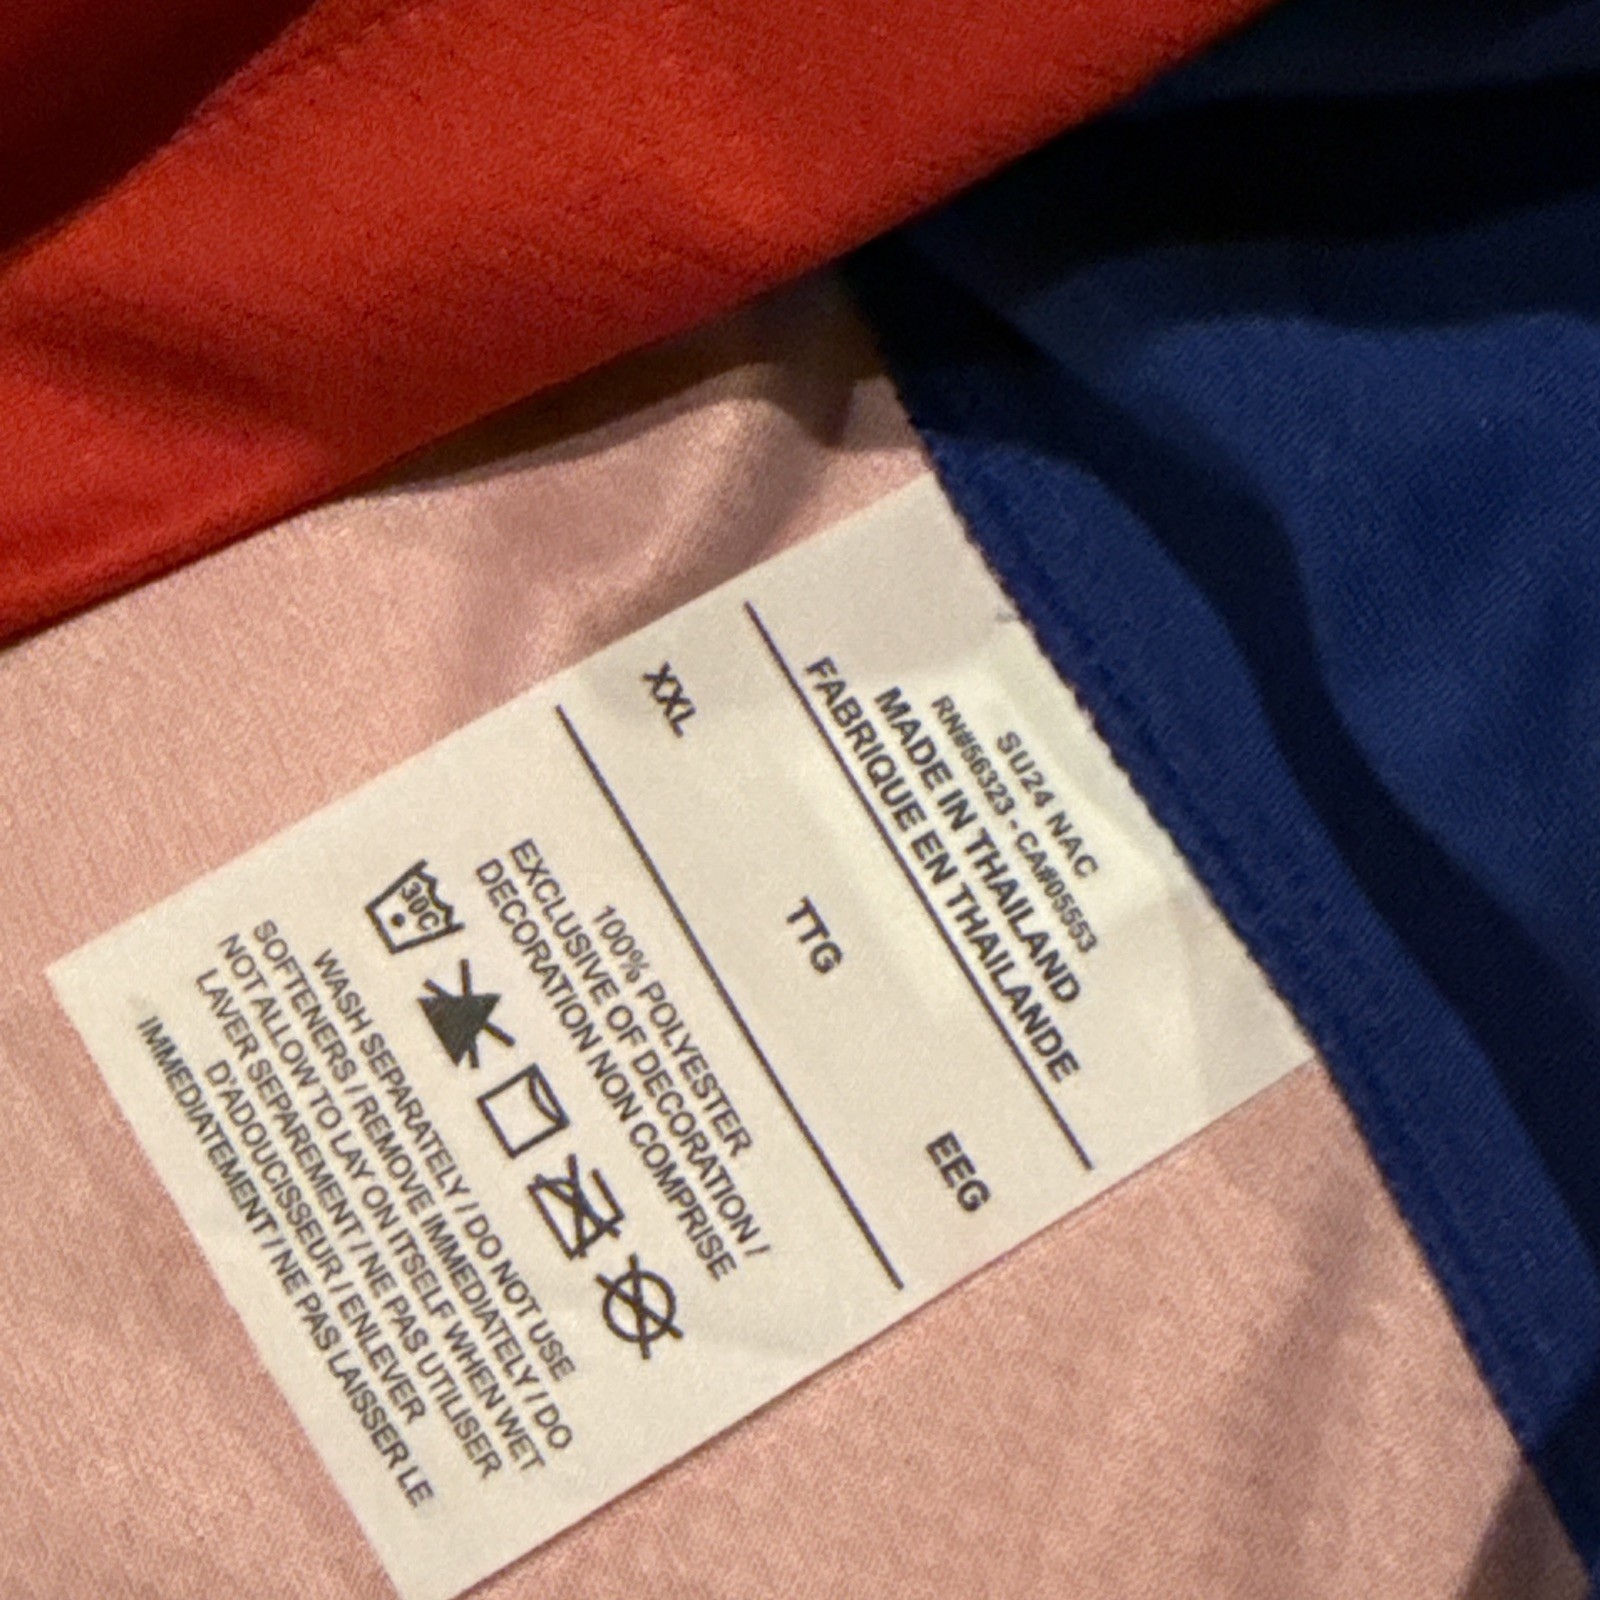 SU24 NAC
RN#56323 - CA#05553
MADE IN THAILAND
FABRIQUE EN THAILANDE
XXL TTG EEG
100% POLYESTER
EXCLUSIVE OF DECORATION /
DECORATION NON COMPRISE
30C
WASH SEPARATELY / DO NOT USE
SOFTENERS / REMOVE IMMEDIATELY / DO
NOT ALLOW TO LAY ON ITSELF WHEN WET
LAVER SEPAREMENT / NE PAS UTILISER
D'ADOUCISSEUR / ENLEVER
IMMEDIATEMENT / NE PAS LAISSER LE